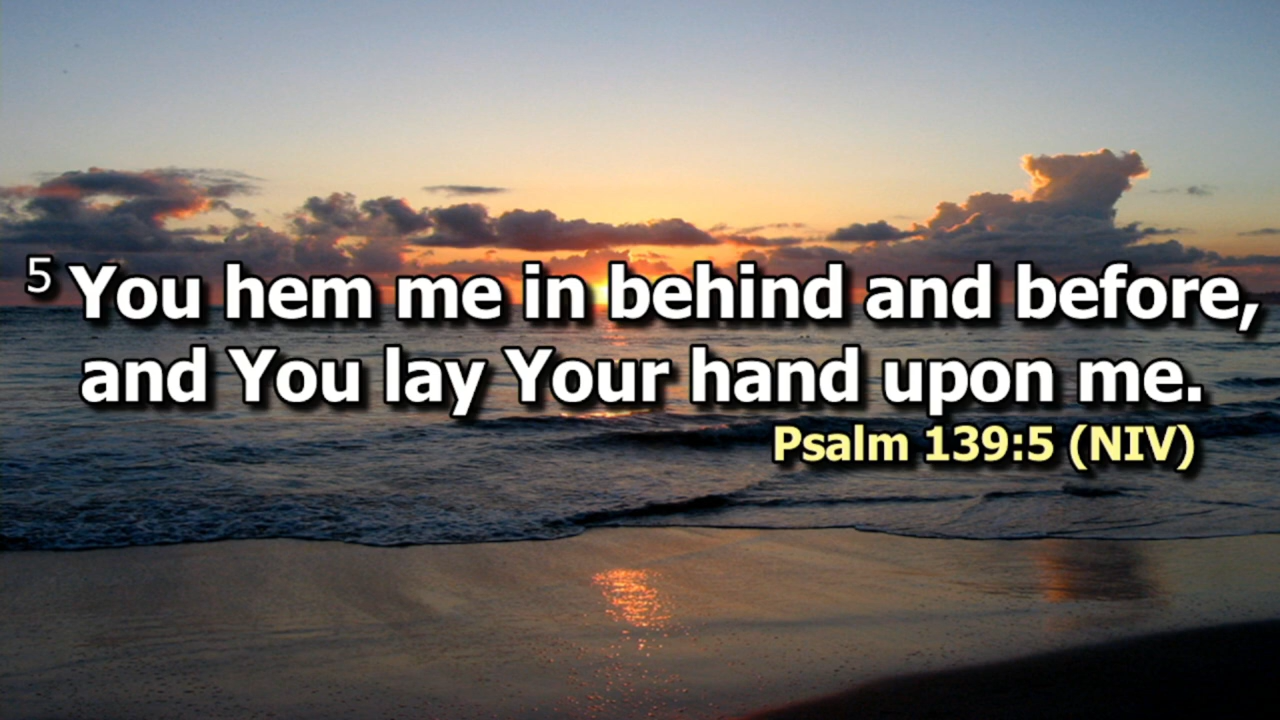 5 You hem me in behind and before,
and You lay Your hand upon me.
Psalm 139:5 (NIV)